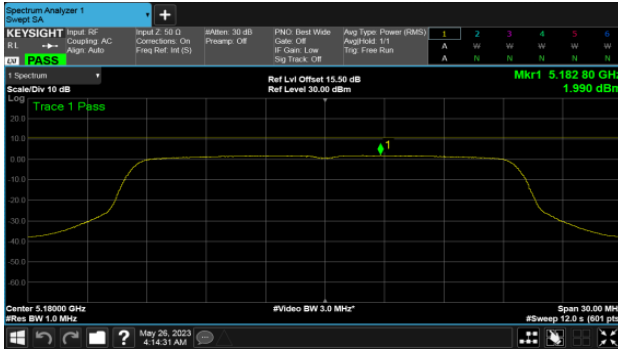 Spectrum Analyzer 1
Swept SA
KEYSIGHT Input: RF Input Z: 50 Ω #Atten: 30 dB PNO: Best Wide Avg Type: Power (RMS) 1 2 3 4 5 6
RL Coupling: AC Corrections: On Preamp: Off Gate: Off Avg|Hold: 1/1 A W W W W W
Align: Auto Freq Ref: Int (S) IF Gain: Low Trig: Free Run
LXI PASS Sig Track: Off A N N N N N
1 Spectrum Ref Lvl Offset 15.50 dB Mkr1 5.182 80 GHz
Scale/Div 10 dB Ref Level 30.00 dBm 1.990 dBm
Log Trace 1 Pass
20.0
10.0
1
0.00
-10.0
-20.0
-30.0
-40.0
-50.0
-60.0
Center 5.18000 GHz #Video BW 3.0 MHz* Span 30.00 MH
#Res BW 1.0 MHz #Sweep 12.0 s (601 pts
? May 26, 2023
4:14:31 AM